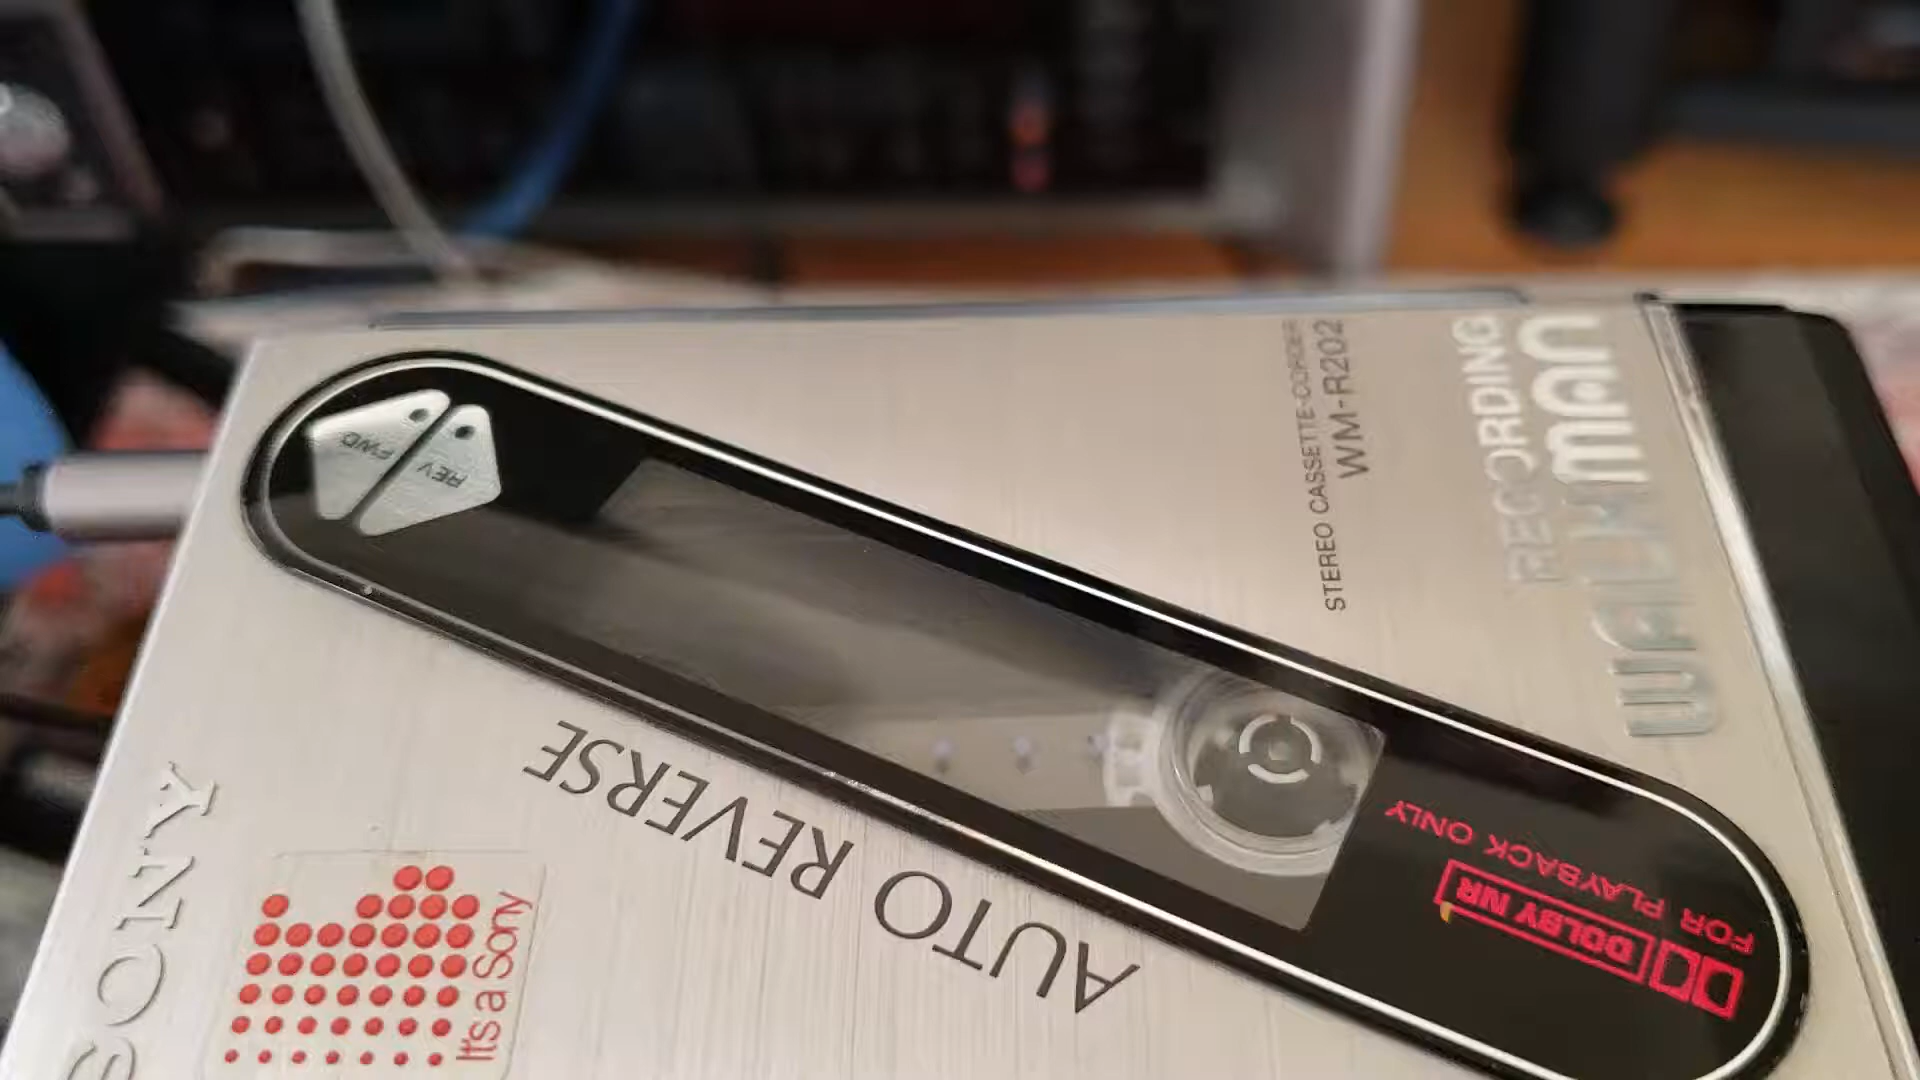 SONY
It's a Sony
FWD
REV
AUTO REVERSE
DOLBY NR
FOR PLAYBACK ONLY
STEREO CASSETTE-CORDER
WM-R202
RECORDING
WALKMAN